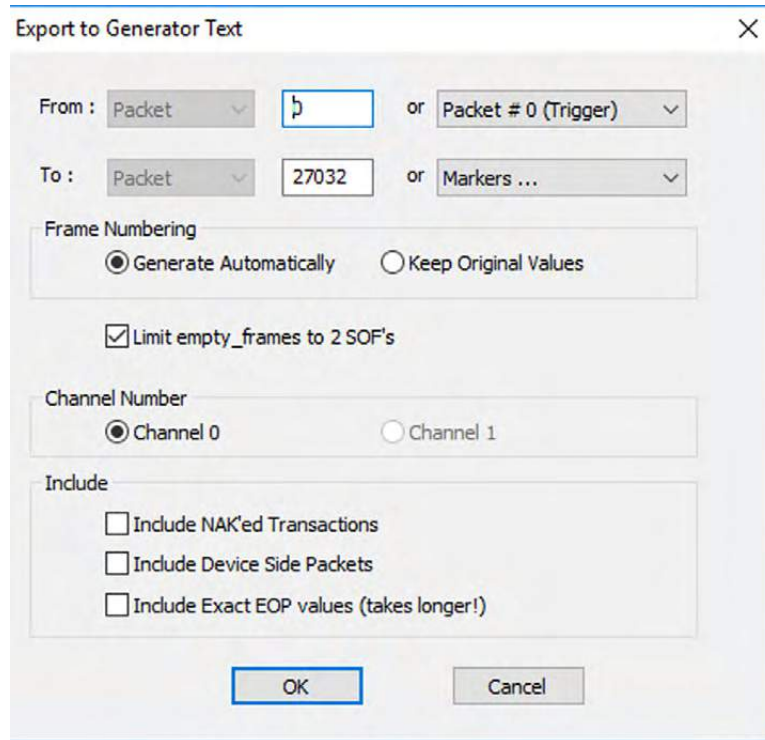 Export to Generator Text
From : Packet 0 or Packet # 0 (Trigger)
To : Packet 27032 or Markers ...
Frame Numbering
Generate Automatically Keep Original Values
Limit empty_frames to 2 SOF's
Channel Number
Channel 0 Channel 1
Include
Include NAK'ed Transactions
Include Device Side Packets
Include Exact EOP values (takes longer!)
OK Cancel